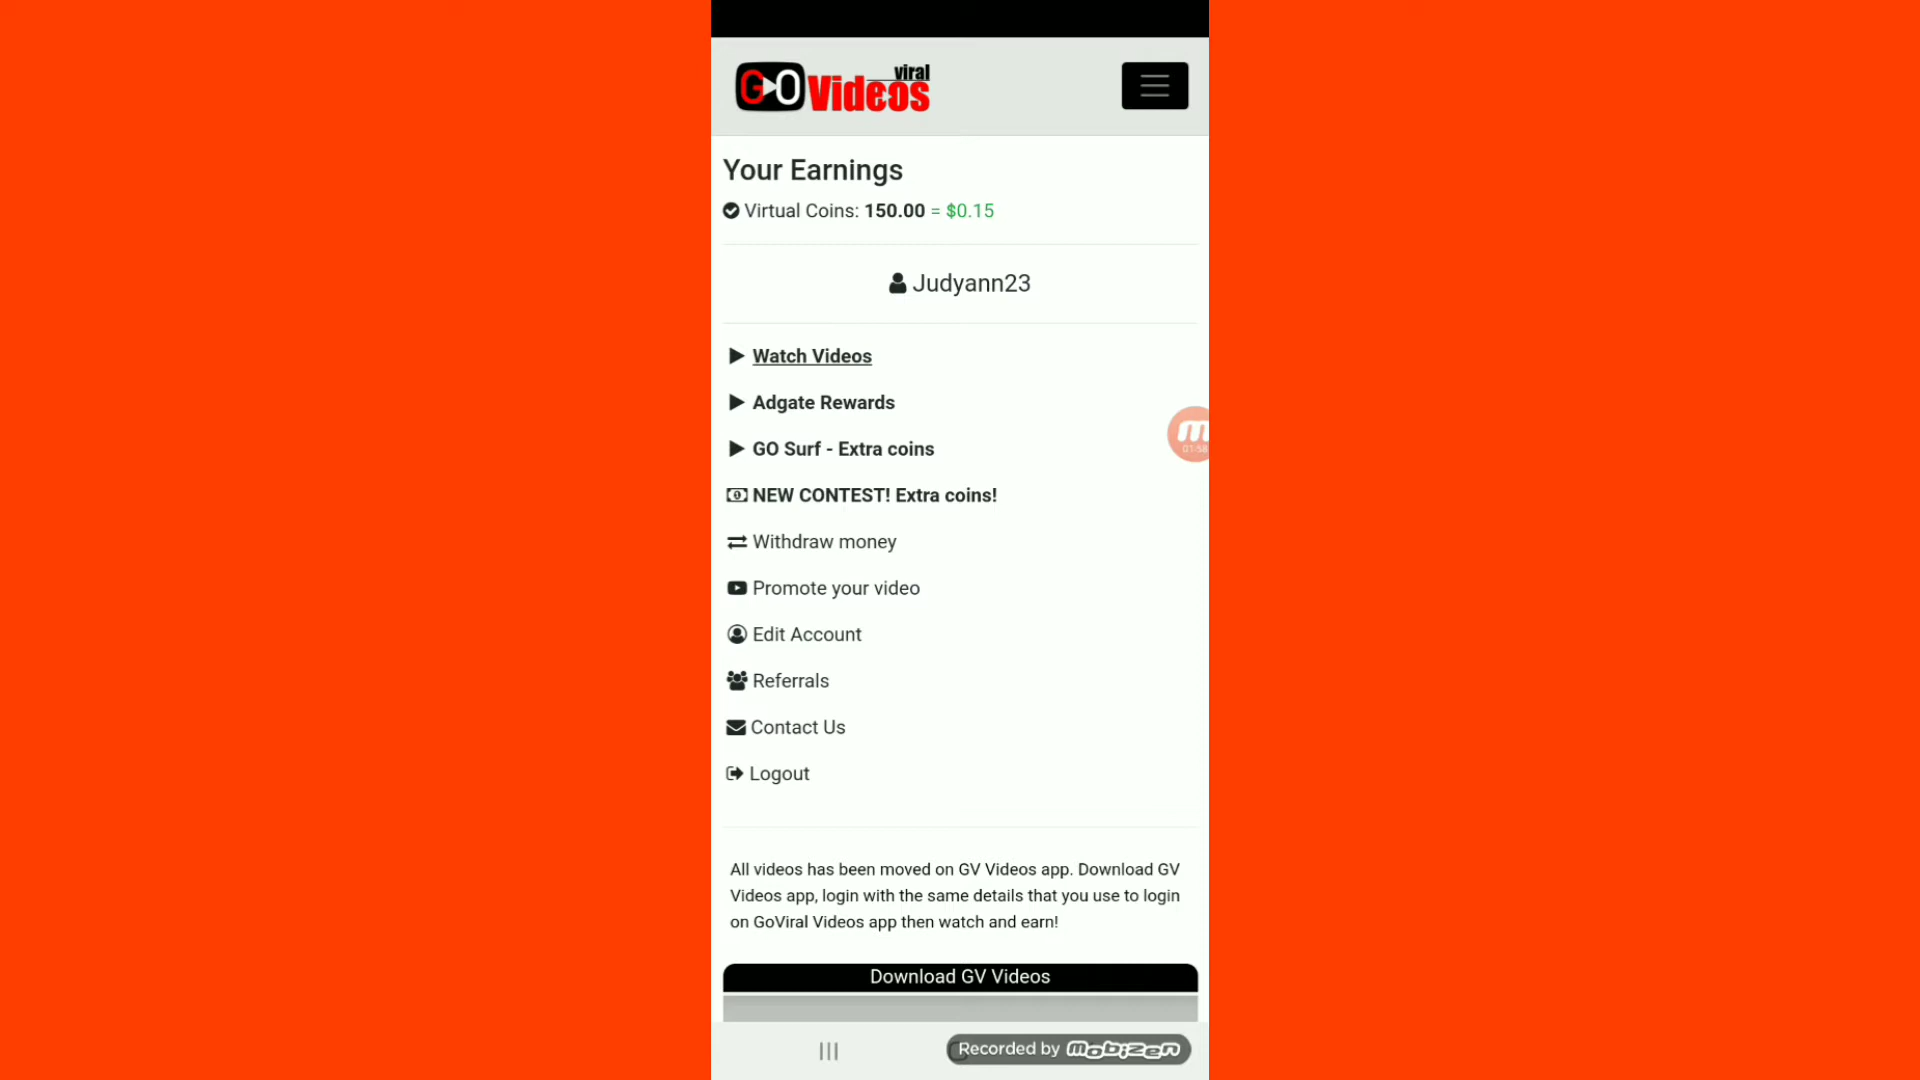 GO Videos viral
Your Earnings
Virtual Coins: 150.00 = $0.15
Judyann23
Watch Videos
Adgate Rewards
GO Surf - Extra coins
NEW CONTEST! Extra coins!
Withdraw money
Promote your video
Edit Account
Referrals
Contact Us
Logout
All videos has been moved on GV Videos app. Download GV
Videos app, login with the same details that you use to login
on GoViral Videos app then watch and earn!
Download GV Videos
Recorded by Mobizen
01:58